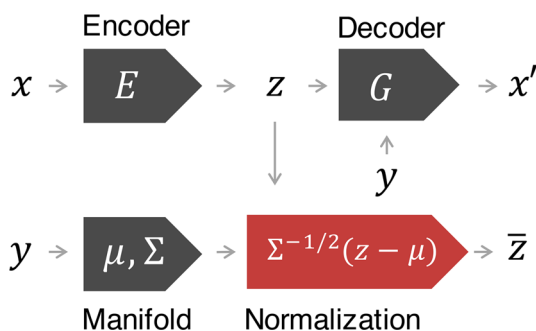 Encoder Decoder
x E z G x′
y
y μ, Σ Σ^{-1/2}(z − μ) z̄
Manifold Normalization